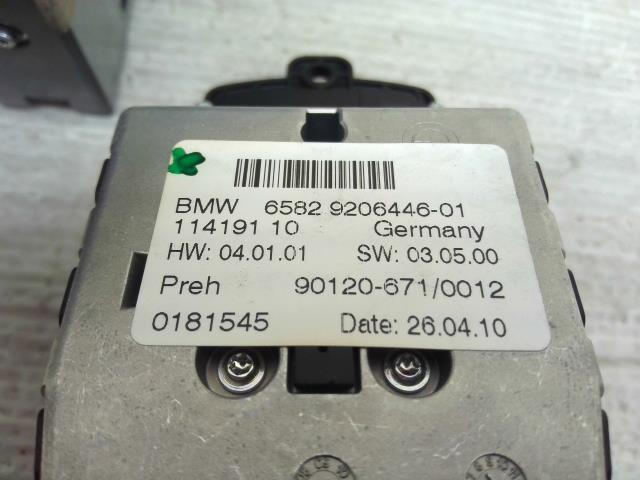 BMW 6582 9206446-01
114191 10 Germany
HW: 04.01.01 SW: 03.05.00
Preh 90120-671/0012
0181545 Date: 26.04.10